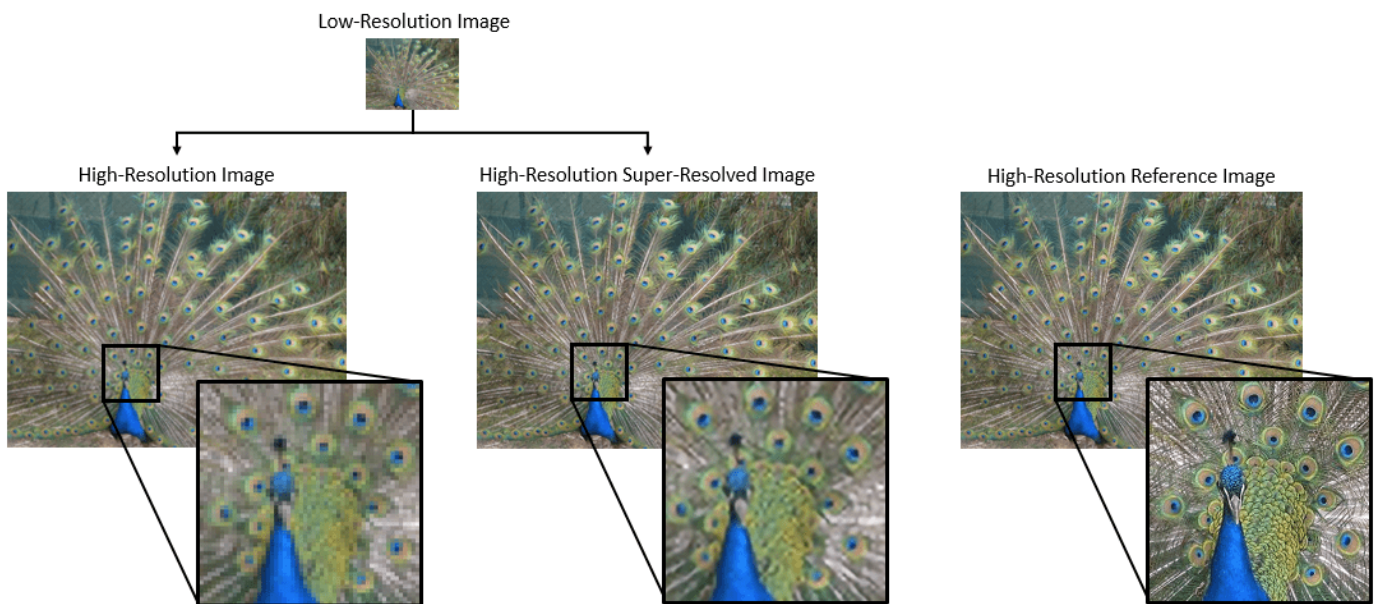 Low-Resolution Image
High-Resolution Image
High-Resolution Super-Resolved Image
High-Resolution Reference Image